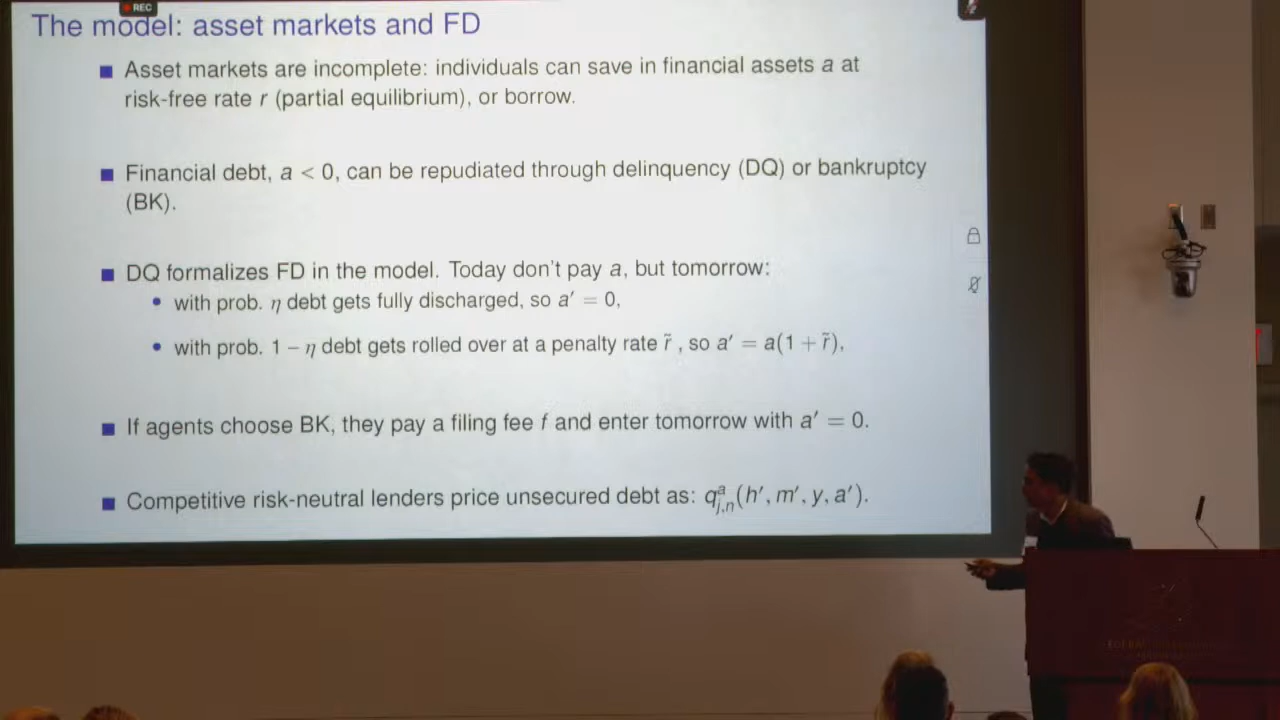 REC
The model: asset markets and FD
Asset markets are incomplete: individuals can save in financial assets a at
risk-free rate r (partial equilibrium), or borrow.
Financial debt, a < 0, can be repudiated through delinquency (DQ) or bankruptcy
(BK).
DQ formalizes FD in the model. Today don't pay a, but tomorrow:
with prob. η debt gets fully discharged, so a′ = 0,
with prob. 1 − η debt gets rolled over at a penalty rate r̃ , so a′ = a(1 + r̃),
If agents choose BK, they pay a filing fee f and enter tomorrow with a′ = 0.
Competitive risk-neutral lenders price unsecured debt as: qᵃⱼ,ₙ(h′, m′, y, a′).